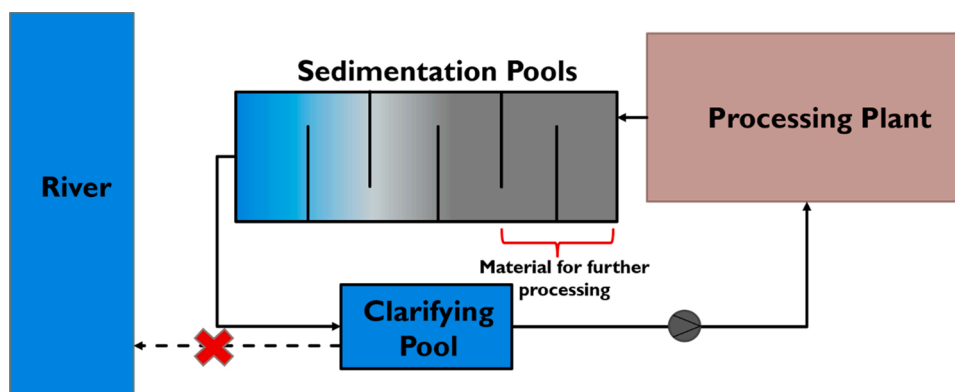 Sedimentation Pools
Processing Plant
River
Material for further
processing
Clarifying
Pool